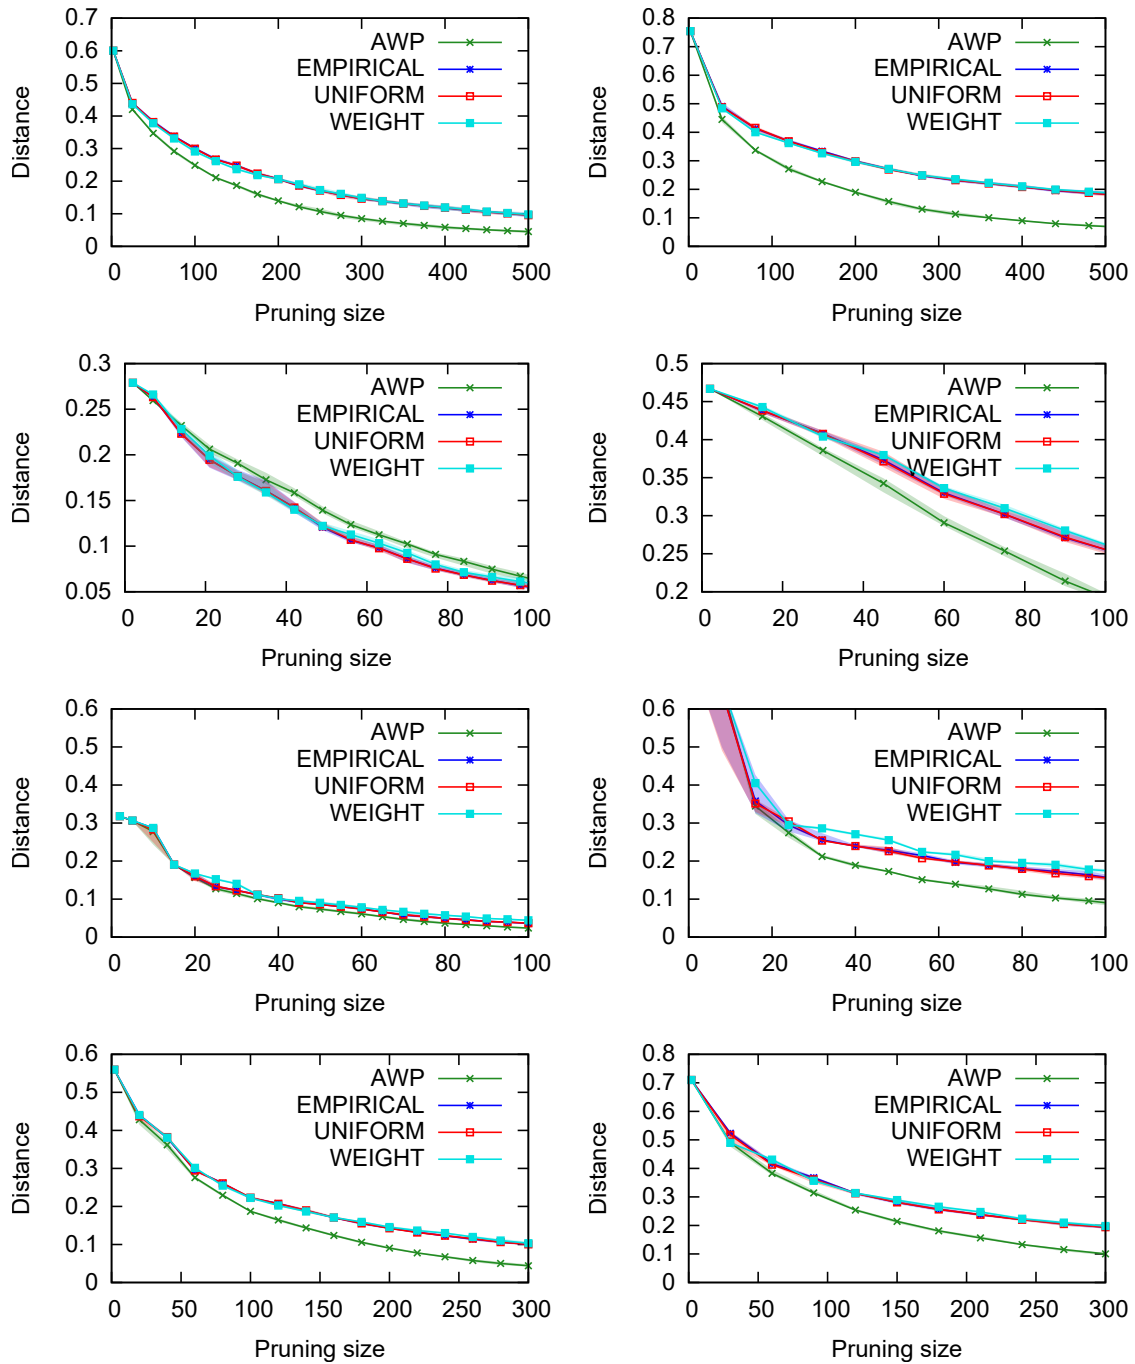 0.7
0.6
0.5
0.4
0.3
0.2
0.1
0
Distance
AWP
EMPIRICAL
UNIFORM
WEIGHT
0 100 200 300 400 500
Pruning size
0.8
0.7
0.6
0.5
0.4
0.3
0.2
0.1
0
Distance
AWP
EMPIRICAL
UNIFORM
WEIGHT
0 100 200 300 400 500
Pruning size
0.3
0.25
0.2
0.15
0.1
0.05
Distance
AWP
EMPIRICAL
UNIFORM
WEIGHT
0 20 40 60 80 100
Pruning size
0.5
0.45
0.4
0.35
0.3
0.25
0.2
Distance
AWP
EMPIRICAL
UNIFORM
WEIGHT
0 20 40 60 80 100
Pruning size
0.6
0.5
0.4
0.3
0.2
0.1
0
Distance
AWP
EMPIRICAL
UNIFORM
WEIGHT
0 20 40 60 80 100
Pruning size
0.6
0.5
0.4
0.3
0.2
0.1
0
Distance
AWP
EMPIRICAL
UNIFORM
WEIGHT
0 20 40 60 80 100
Pruning size
0.6
0.5
0.4
0.3
0.2
0.1
0
Distance
AWP
EMPIRICAL
UNIFORM
WEIGHT
0 50 100 150 200 250 300
Pruning size
0.8
0.7
0.6
0.5
0.4
0.3
0.2
0.1
0
Distance
AWP
EMPIRICAL
UNIFORM
WEIGHT
0 50 100 150 200 250 300
Pruning size